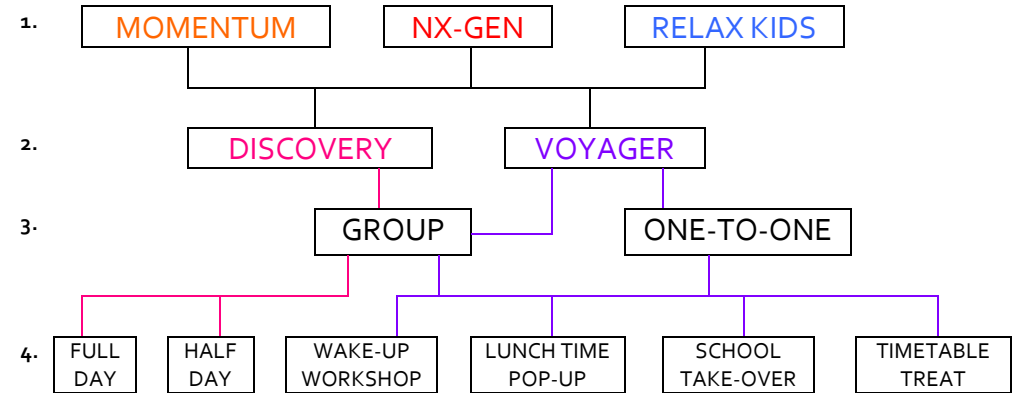 1. MOMENTUM NX-GEN RELAX KIDS
2. DISCOVERY VOYAGER
3. GROUP ONE-TO-ONE
4. FULL DAY
HALF DAY
WAKE-UP
WORKSHOP
LUNCH TIME
POP-UP
SCHOOL
TAKE-OVER
TIMETABLE
TREAT